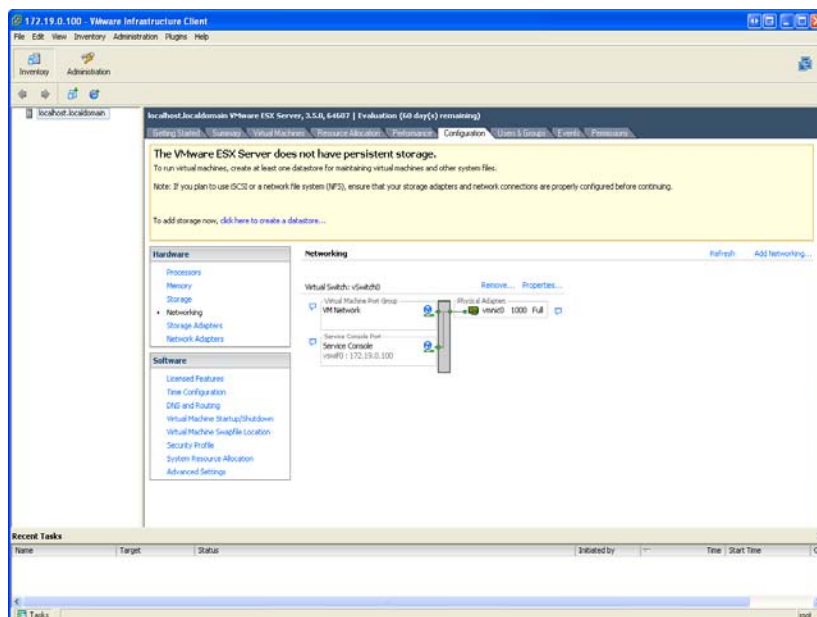 172.19.0.100 - VMware Infrastructure Client
File Edit View Inventory Administration Plugins Help
Inventory Administration
localhost.localdomain
localhost.localdomain VMware ESX Server, 3.5.0, 64607 | Evaluation (60 day(s) remaining)
Getting Started Summary Virtual Machines Resource Allocation Performance Configuration Users & Groups Events Permissions
The VMware ESX Server does not have persistent storage.
To run virtual machines, create at least one datastore for maintaining virtual machines and other system files.
Note: If you plan to use iSCSI or a network file system (NFS), ensure that your storage adapters and network connections are properly configured before continuing.
To add storage now, click here to create a datastore...
Hardware
Processors
Memory
Storage
Networking
Storage Adapters
Network Adapters
Software
Licensed Features
Time Configuration
DNS and Routing
Virtual Machine Startup/Shutdown
Virtual Machine Swapfile Location
Security Profile
System Resource Allocation
Advanced Settings
Networking Refresh Add Networking...
Virtual Switch: vSwitch0 Remove... Properties...
Virtual Machine Port Group Physical Adapters
VM Network vmnic0 1000 Full
Service Console Port
Service Console
vswif0 : 172.19.0.100
Recent Tasks
Name Target Status Initiated by Time Start Time
Tasks root